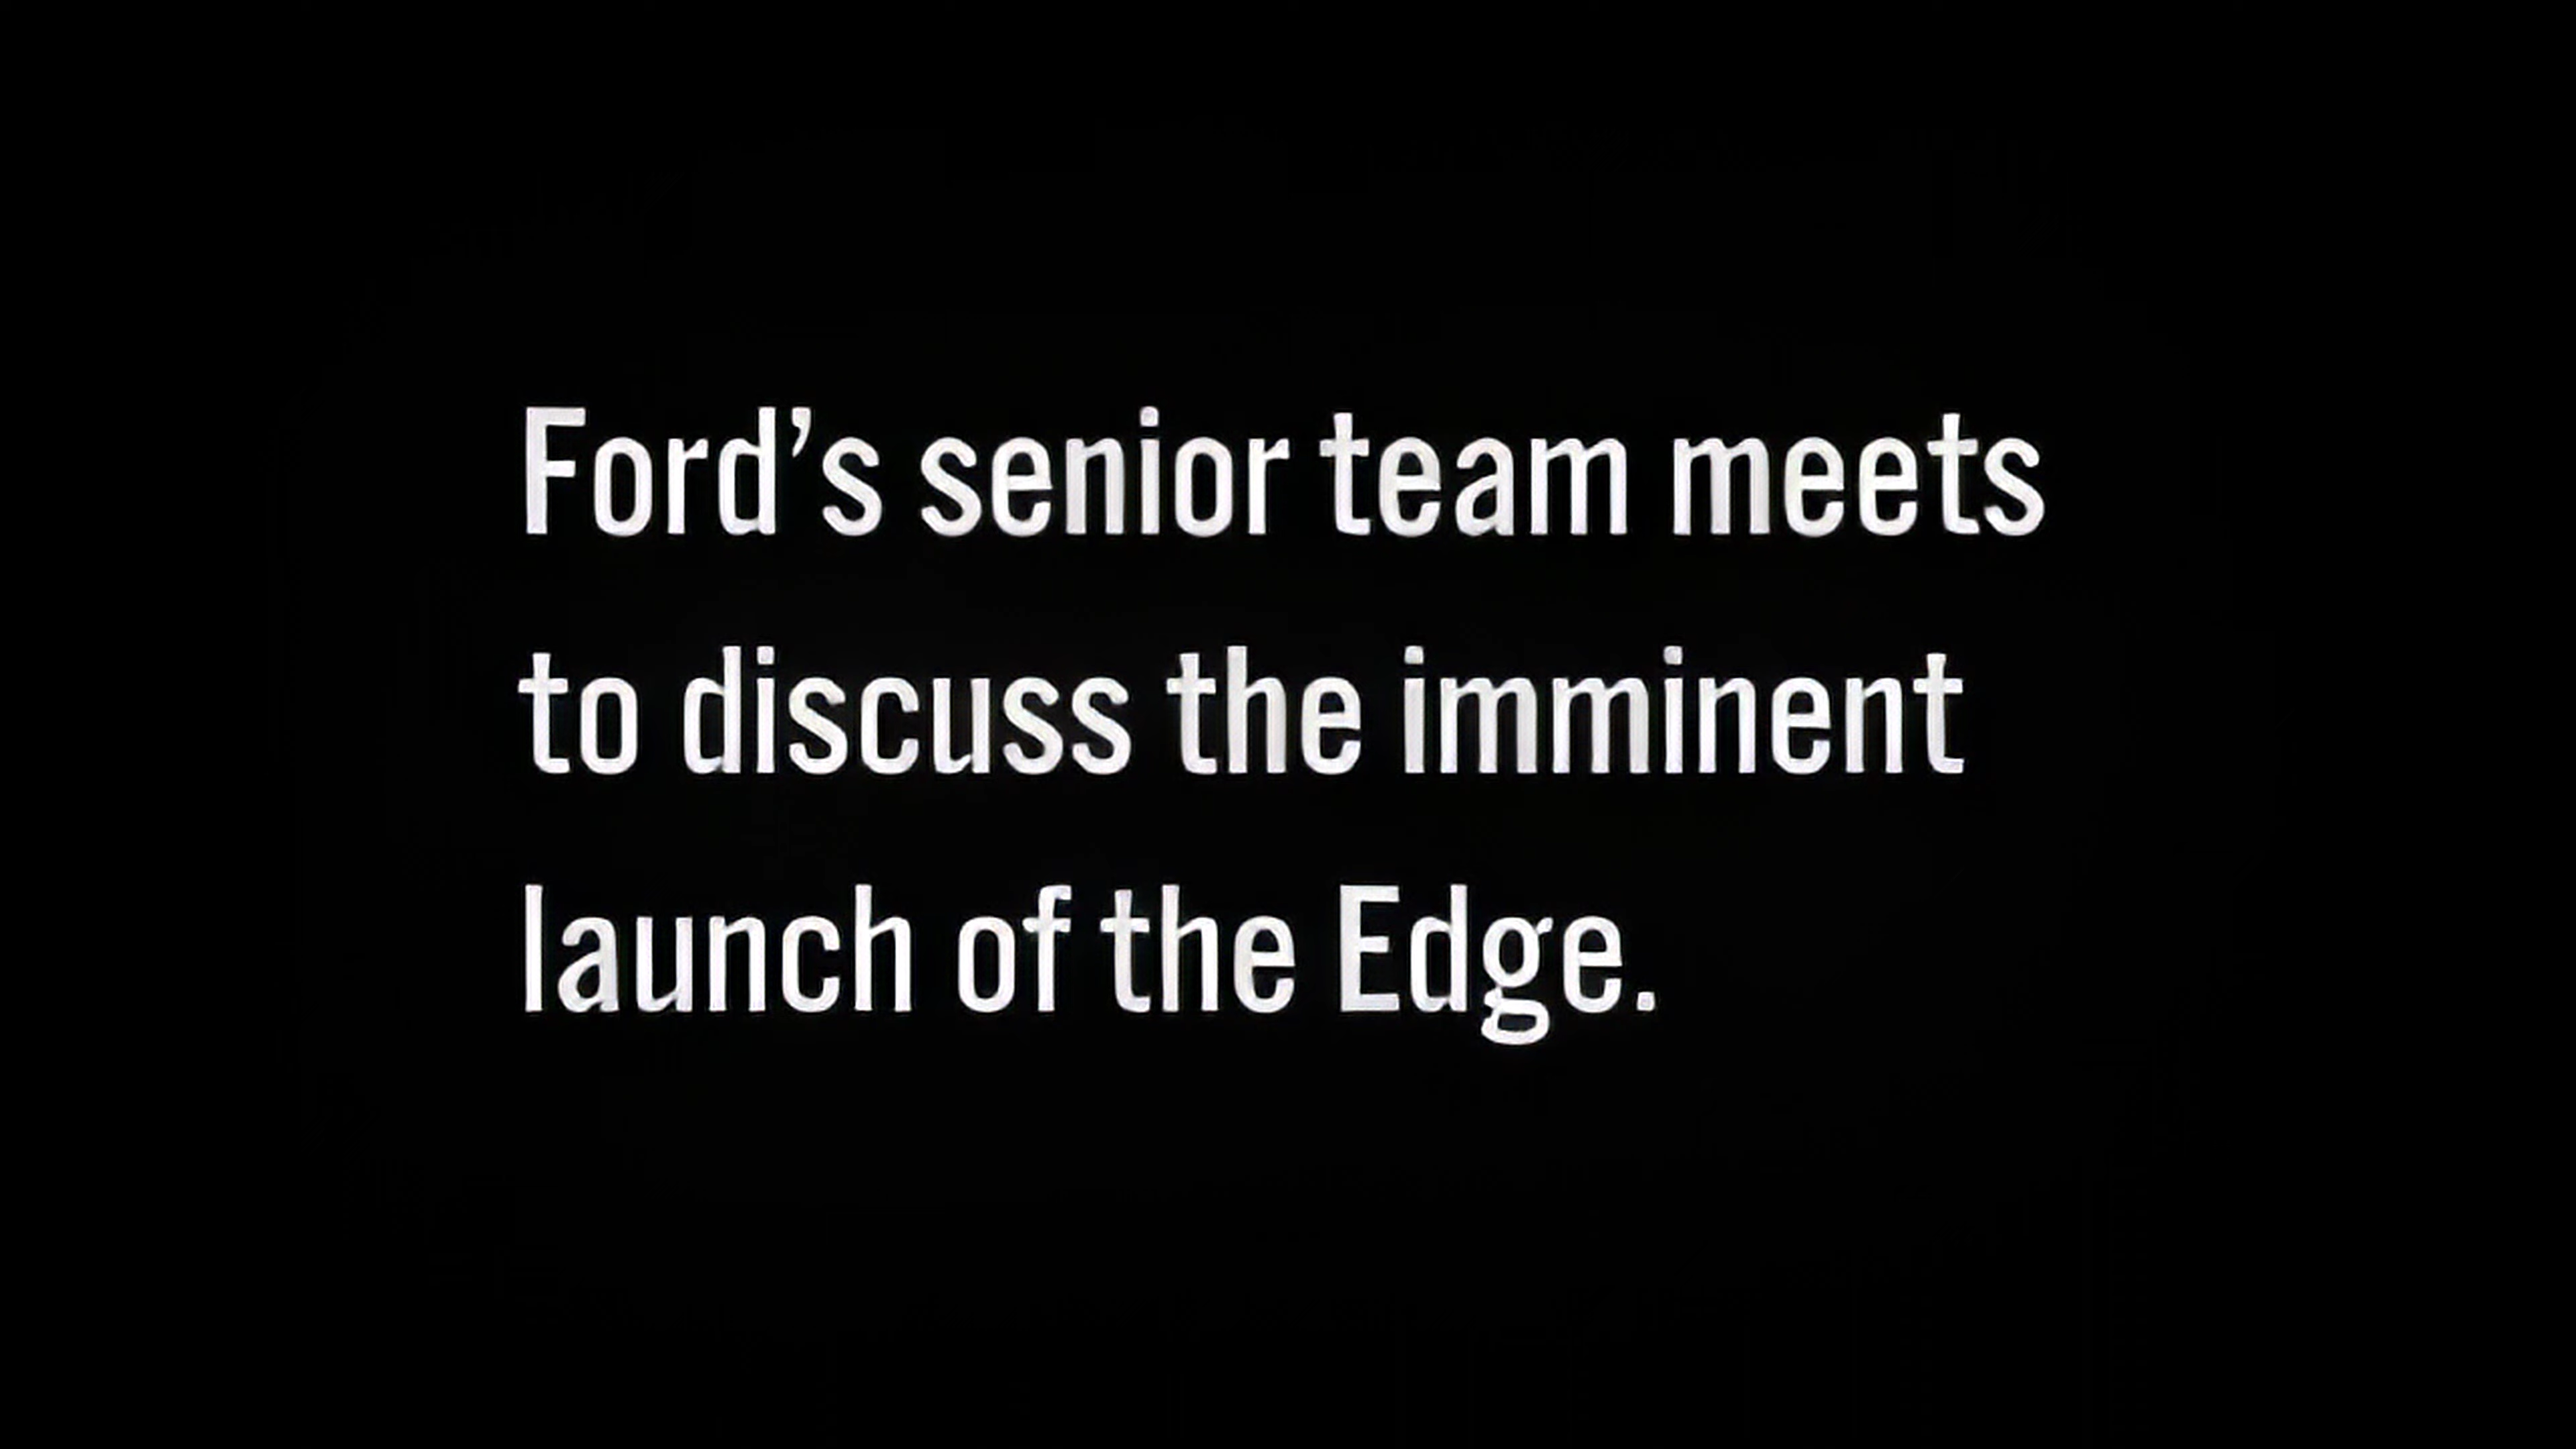 Ford’s senior team meets
to discuss the imminent
launch of the Edge.